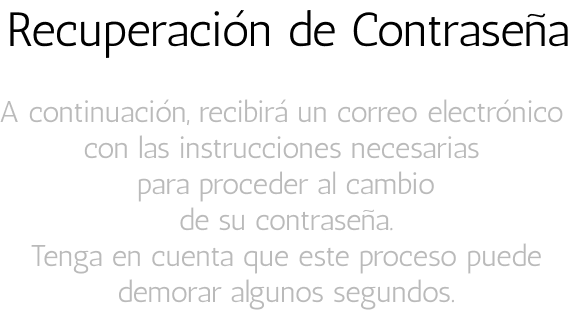 Recuperación de Contraseña
A continuación, recibirá un correo electrónico
con las instrucciones necesarias
para proceder al cambio
de su contraseña.
Tenga en cuenta que este proceso puede
demorar algunos segundos.